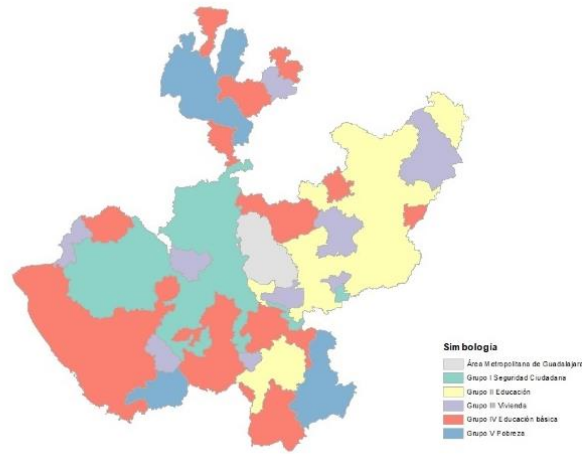 Simbología
Área Metropolitana de Guadalajara
Grupo I Seguridad Ciudadana
Grupo II Educación
Grupo III Vivienda
Grupo IV Educación básica
Grupo V Pobreza